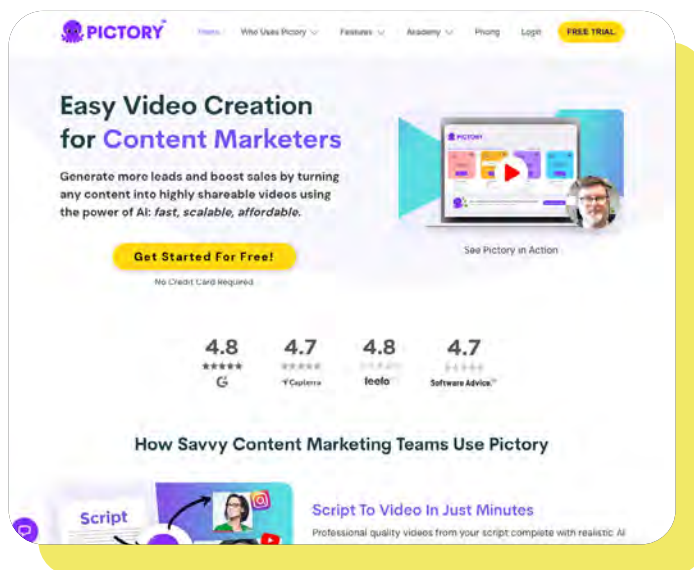 PICTORY
Home Who Uses Pictory Features Academy Pricing Login FREE TRIAL
Easy Video Creation
for Content Marketers
Generate more leads and boost sales by turning
any content into highly shareable videos using
the power of AI: fast, scalable, affordable.
PICTORY
See Pictory in Action
Get Started For Free!
No Credit Card Required
4.8 4.7 4.8 4.7
G Capterra leelo Software Advice.
How Savvy Content Marketing Teams Use Pictory
Script
Script To Video In Just Minutes
Professional quality videos from your script complete with realistic AI